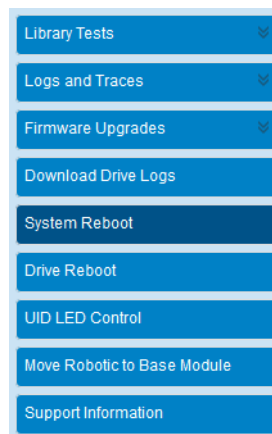 Library Tests
Logs and Traces
Firmware Upgrades
Download Drive Logs
System Reboot
Drive Reboot
UID LED Control
Move Robotic to Base Module
Support Information